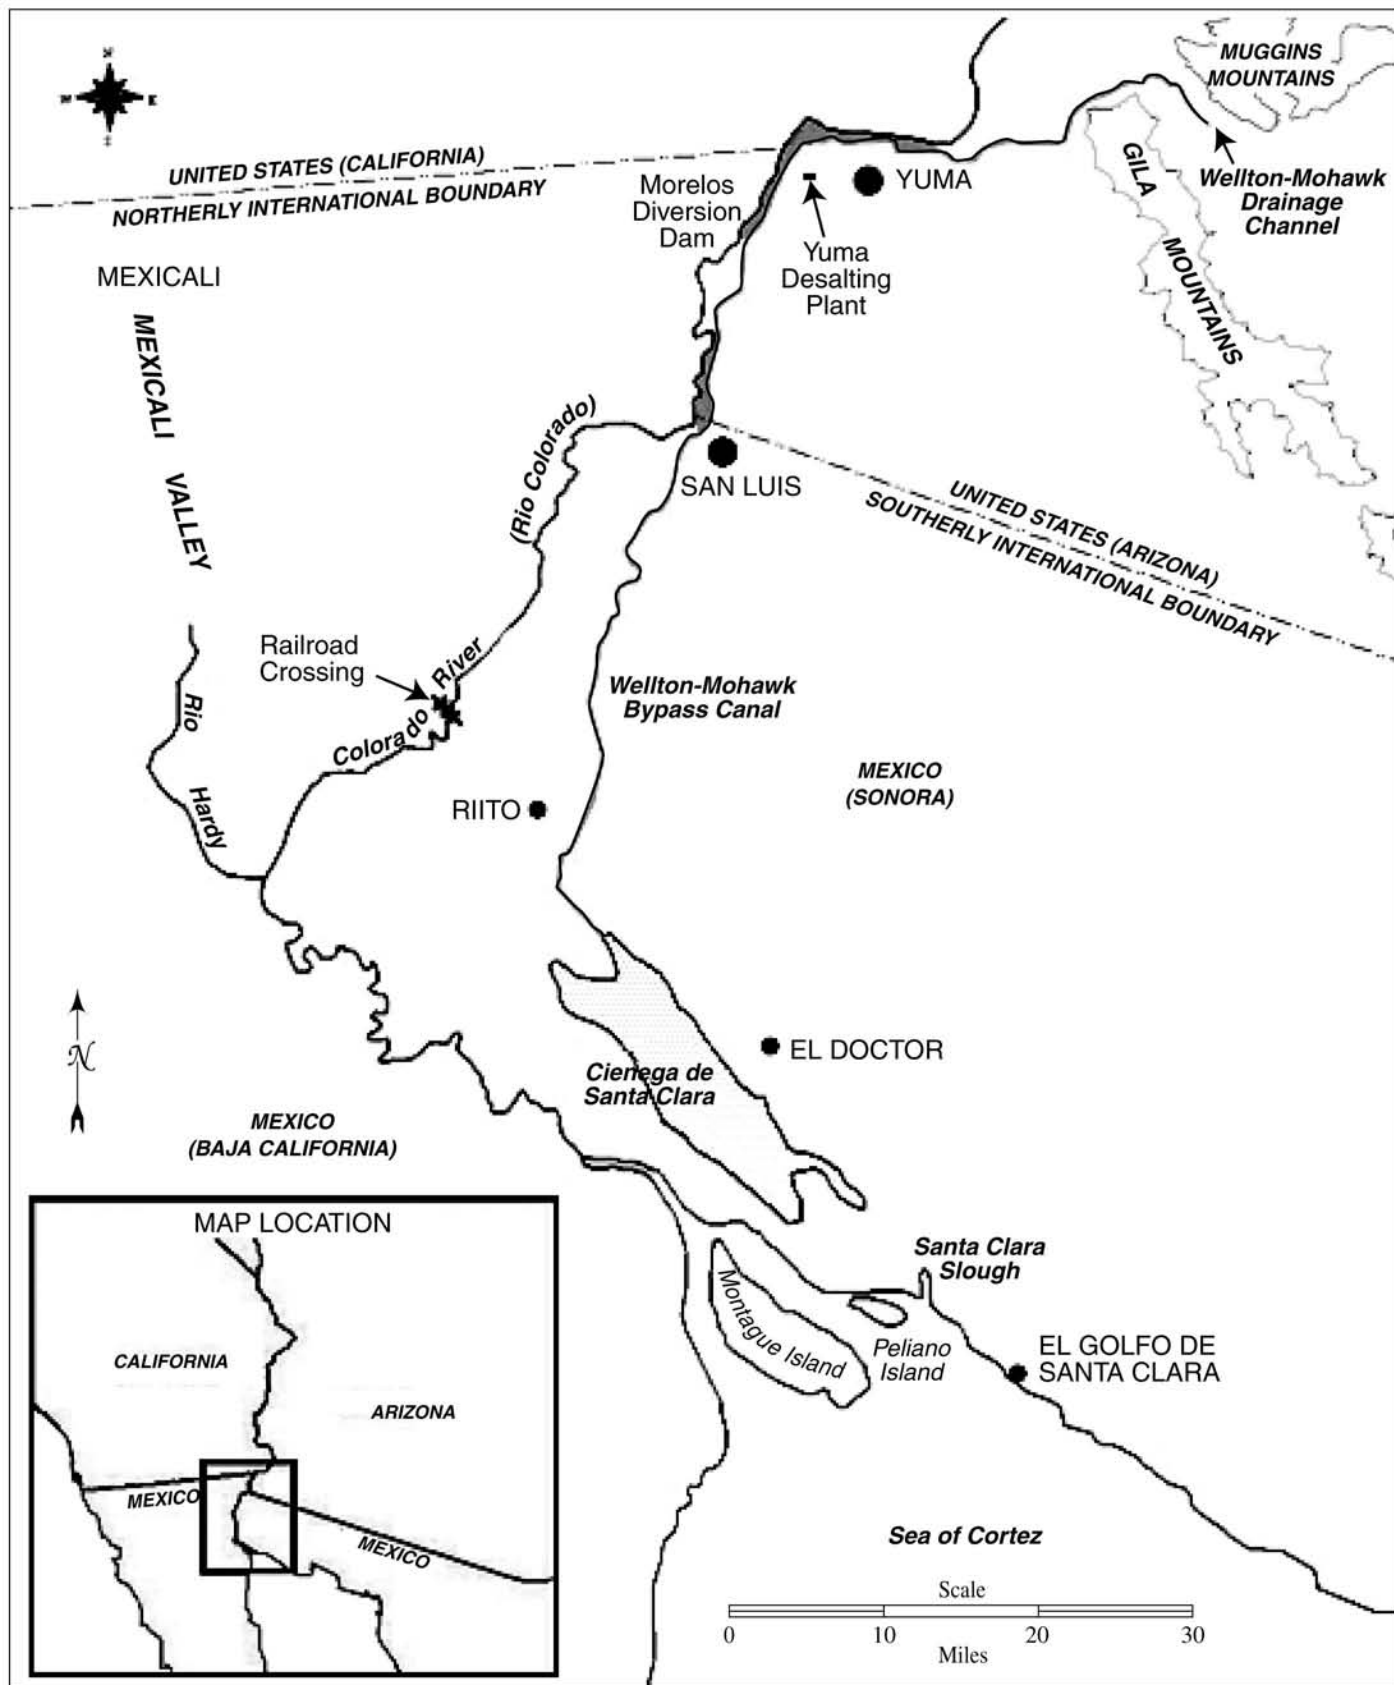 MUGGINS
MOUNTAINS
UNITED STATES (CALIFORNIA)
NORTHERLY INTERNATIONAL BOUNDARY
Morelos
Diversion
Dam
YUMA
GILA
MOUNTAINS
Wellton-Mohawk
Drainage
Channel
Yuma
Desalting
Plant
MEXICALI
MEXICALI
VALLEY
(Rio Colorado)
SAN LUIS
UNITED STATES (ARIZONA)
SOUTHERLY INTERNATIONAL BOUNDARY
Railroad
Crossing
Colorado River
Rio
Hardy
Wellton-Mohawk
Bypass Canal
MEXICO
(SONORA)
RIITO
N
EL DOCTOR
Cienega de
Santa Clara
MEXICO
(BAJA CALIFORNIA)
MAP LOCATION
CALIFORNIA
ARIZONA
MEXICO
MEXICO
Santa Clara
Slough
Montague Island
Peliano
Island
EL GOLFO DE
SANTA CLARA
Sea of Cortez
Scale
0 10 20 30
Miles